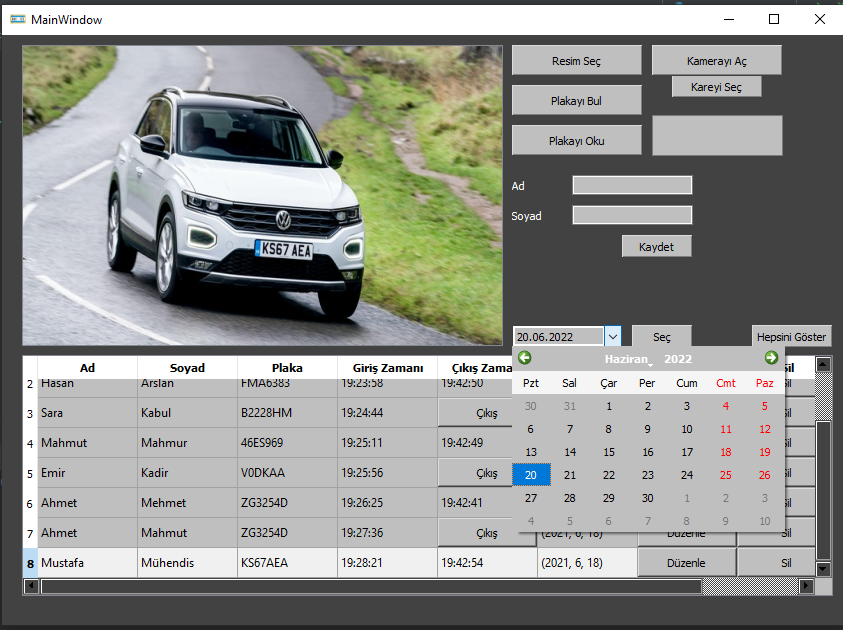 MainWindow
Resim Seç
Kamerayı Aç
Kareyi Seç
Plakayı Bul
Plakayı Oku
Ad
Soyad
Kaydet
KS67 AEA
20.06.2022
Seç
Hepsini Göster
Ad Soyad Plaka Giriş Zamanı Çıkış Zama il
2 Hasan Arslan FMA6383 19:23:58 19:42:50 il
3 Sara Kabul B2228HM 19:24:44 Çıkış il
4 Mahmut Mahmur 46ES969 19:25:11 19:42:49 il
5 Emir Kadir V0DKAA 19:25:56 Çıkış il
6 Ahmet Mehmet ZG3254D 19:26:25 19:42:41 il
7 Ahmet Mahmut ZG3254D 19:27:36 Çıkış (2021, 6, 18) Düzenle Sil
8 Mustafa Mühendis KS67AEA 19:28:21 19:42:54 (2021, 6, 18) Düzenle Sil
Haziran 2022
Pzt Sal Çar Per Cum Cmt Paz
30 31 1 2 3 4 5
6 7 8 9 10 11 12
13 14 15 16 17 18 19
20 21 22 23 24 25 26
27 28 29 30 1 2 3
4 5 6 7 8 9 10